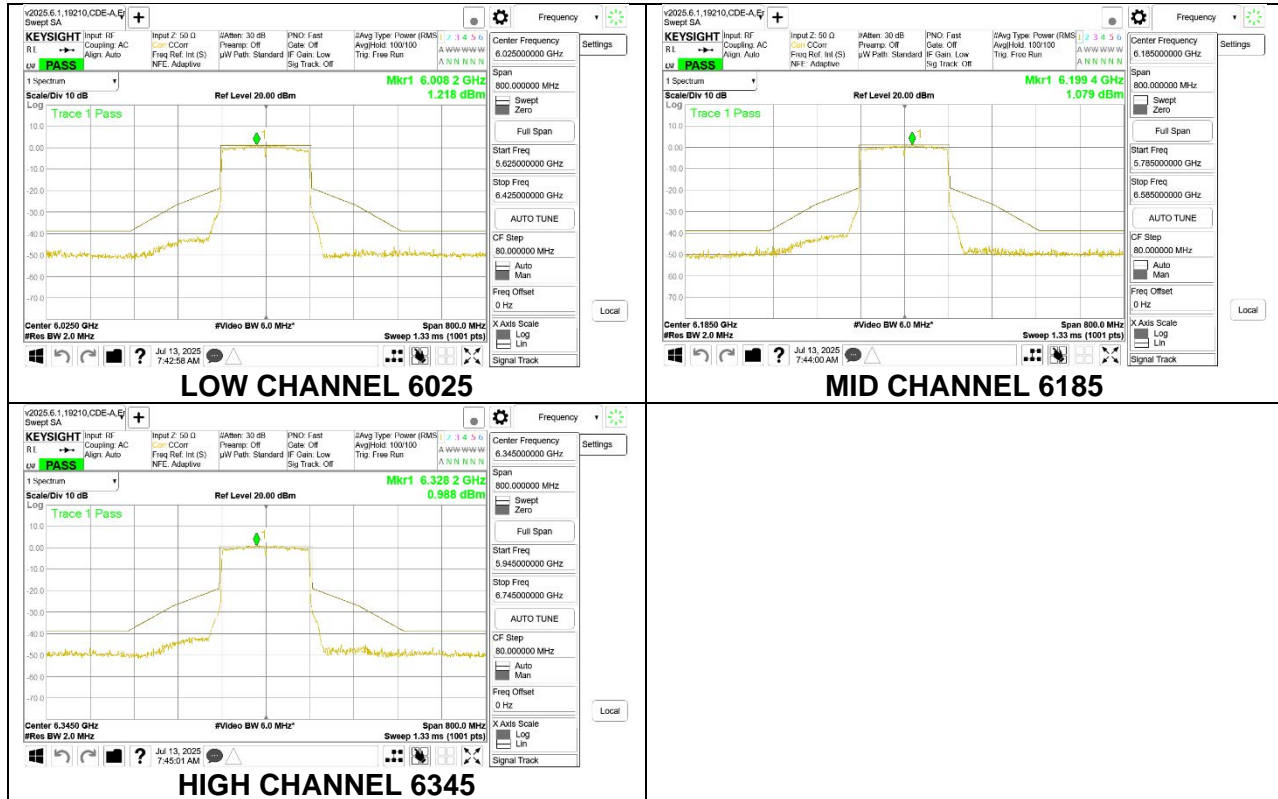 v2025.6.1,19210,CDE-A,
Swept SA
Frequency
KEYSIGHT Input: RF Input Z: 50 Ω #Atten: 30 dB PNO: Fast #Avg Type: Power (RMS 1 2 3 4 5 6
RL Coupling: AC Corr CCorr Preamp: Off Gate: Off Avg|Hold: 100/100 A W W W W W
Align: Auto Freq Ref: Int (S) µW Path: Standard IF Gain: Low Trig: Free Run
PASS NFE: Adaptive Sig Track: Off A N N N N N
1 Spectrum
Mkr1 6.008 2 GHz
Scale/Div 10 dB Ref Level 20.00 dBm 1.218 dBm
Log
Trace 1 Pass
10.0
0.00
-10.0
-20.0
-30.0
-40.0
-50.0
-60.0
-70.0
Center 6.0250 GHz #Video BW 6.0 MHz* Span 800.0 MHz
#Res BW 2.0 MHz Sweep 1.33 ms (1001 pts)
Jul 13, 2025
7:42:58 AM
Center Frequency
6.025000000 GHz
Settings
Span
800.000000 MHz
Swept
Zero
Full Span
Start Freq
5.625000000 GHz
Stop Freq
6.425000000 GHz
AUTO TUNE
CF Step
80.000000 MHz
Auto
Man
Freq Offset
0 Hz
Local
X Axis Scale
Log
Lin
Signal Track
LOW CHANNEL 6025
v2025.6.1,19210,CDE-A,
Swept SA
Frequency
KEYSIGHT Input: RF Input Z: 50 Ω #Atten: 30 dB PNO: Fast #Avg Type: Power (RMS 1 2 3 4 5 6
RL Coupling: AC Corr CCorr Preamp: Off Gate: Off Avg|Hold: 100/100 A W W W W W
Align: Auto Freq Ref: Int (S) µW Path: Standard IF Gain: Low Trig: Free Run
PASS NFE: Adaptive Sig Track: Off A N N N N N
1 Spectrum
Mkr1 6.199 4 GHz
Scale/Div 10 dB Ref Level 20.00 dBm 1.079 dBm
Log
Trace 1 Pass
10.0
0.00
-10.0
-20.0
-30.0
-40.0
-50.0
-60.0
-70.0
Center 6.1850 GHz #Video BW 6.0 MHz* Span 800.0 MHz
#Res BW 2.0 MHz Sweep 1.33 ms (1001 pts)
Jul 13, 2025
7:44:00 AM
Center Frequency
6.185000000 GHz
Settings
Span
800.000000 MHz
Swept
Zero
Full Span
Start Freq
5.785000000 GHz
Stop Freq
6.585000000 GHz
AUTO TUNE
CF Step
80.000000 MHz
Auto
Man
Freq Offset
0 Hz
Local
X Axis Scale
Log
Lin
Signal Track
MID CHANNEL 6185
v2025.6.1,19210,CDE-A,
Swept SA
Frequency
KEYSIGHT Input: RF Input Z: 50 Ω #Atten: 30 dB PNO: Fast #Avg Type: Power (RMS 1 2 3 4 5 6
RL Coupling: AC Corr CCorr Preamp: Off Gate: Off Avg|Hold: 100/100 A W W W W W
Align: Auto Freq Ref: Int (S) µW Path: Standard IF Gain: Low Trig: Free Run
PASS NFE: Adaptive Sig Track: Off A N N N N N
1 Spectrum
Mkr1 6.328 2 GHz
Scale/Div 10 dB Ref Level 20.00 dBm 0.988 dBm
Log
Trace 1 Pass
10.0
0.00
-10.0
-20.0
-30.0
-40.0
-50.0
-60.0
-70.0
Center 6.3450 GHz #Video BW 6.0 MHz* Span 800.0 MHz
#Res BW 2.0 MHz Sweep 1.33 ms (1001 pts)
Jul 13, 2025
7:45:01 AM
Center Frequency
6.345000000 GHz
Settings
Span
800.000000 MHz
Swept
Zero
Full Span
Start Freq
5.945000000 GHz
Stop Freq
6.745000000 GHz
AUTO TUNE
CF Step
80.000000 MHz
Auto
Man
Freq Offset
0 Hz
Local
X Axis Scale
Log
Lin
Signal Track
HIGH CHANNEL 6345